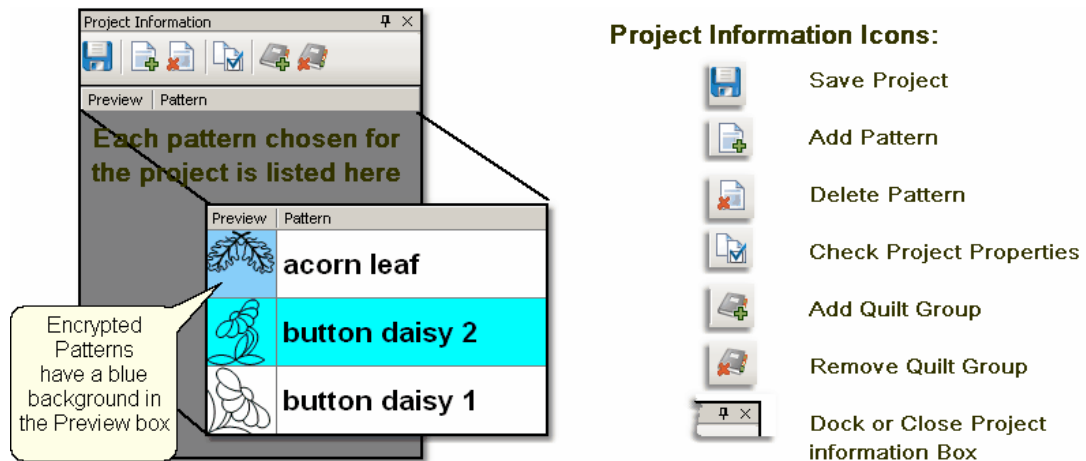 Project Information
Preview Pattern
Each pattern chosen for
the project is listed here
Preview Pattern
acorn leaf
button daisy 2
button daisy 1
Encrypted
Patterns
have a blue
background in
the Preview box
Project Information Icons:
Save Project
Add Pattern
Delete Pattern
Check Project Properties
Add Quilt Group
Remove Quilt Group
Dock or Close Project
information Box